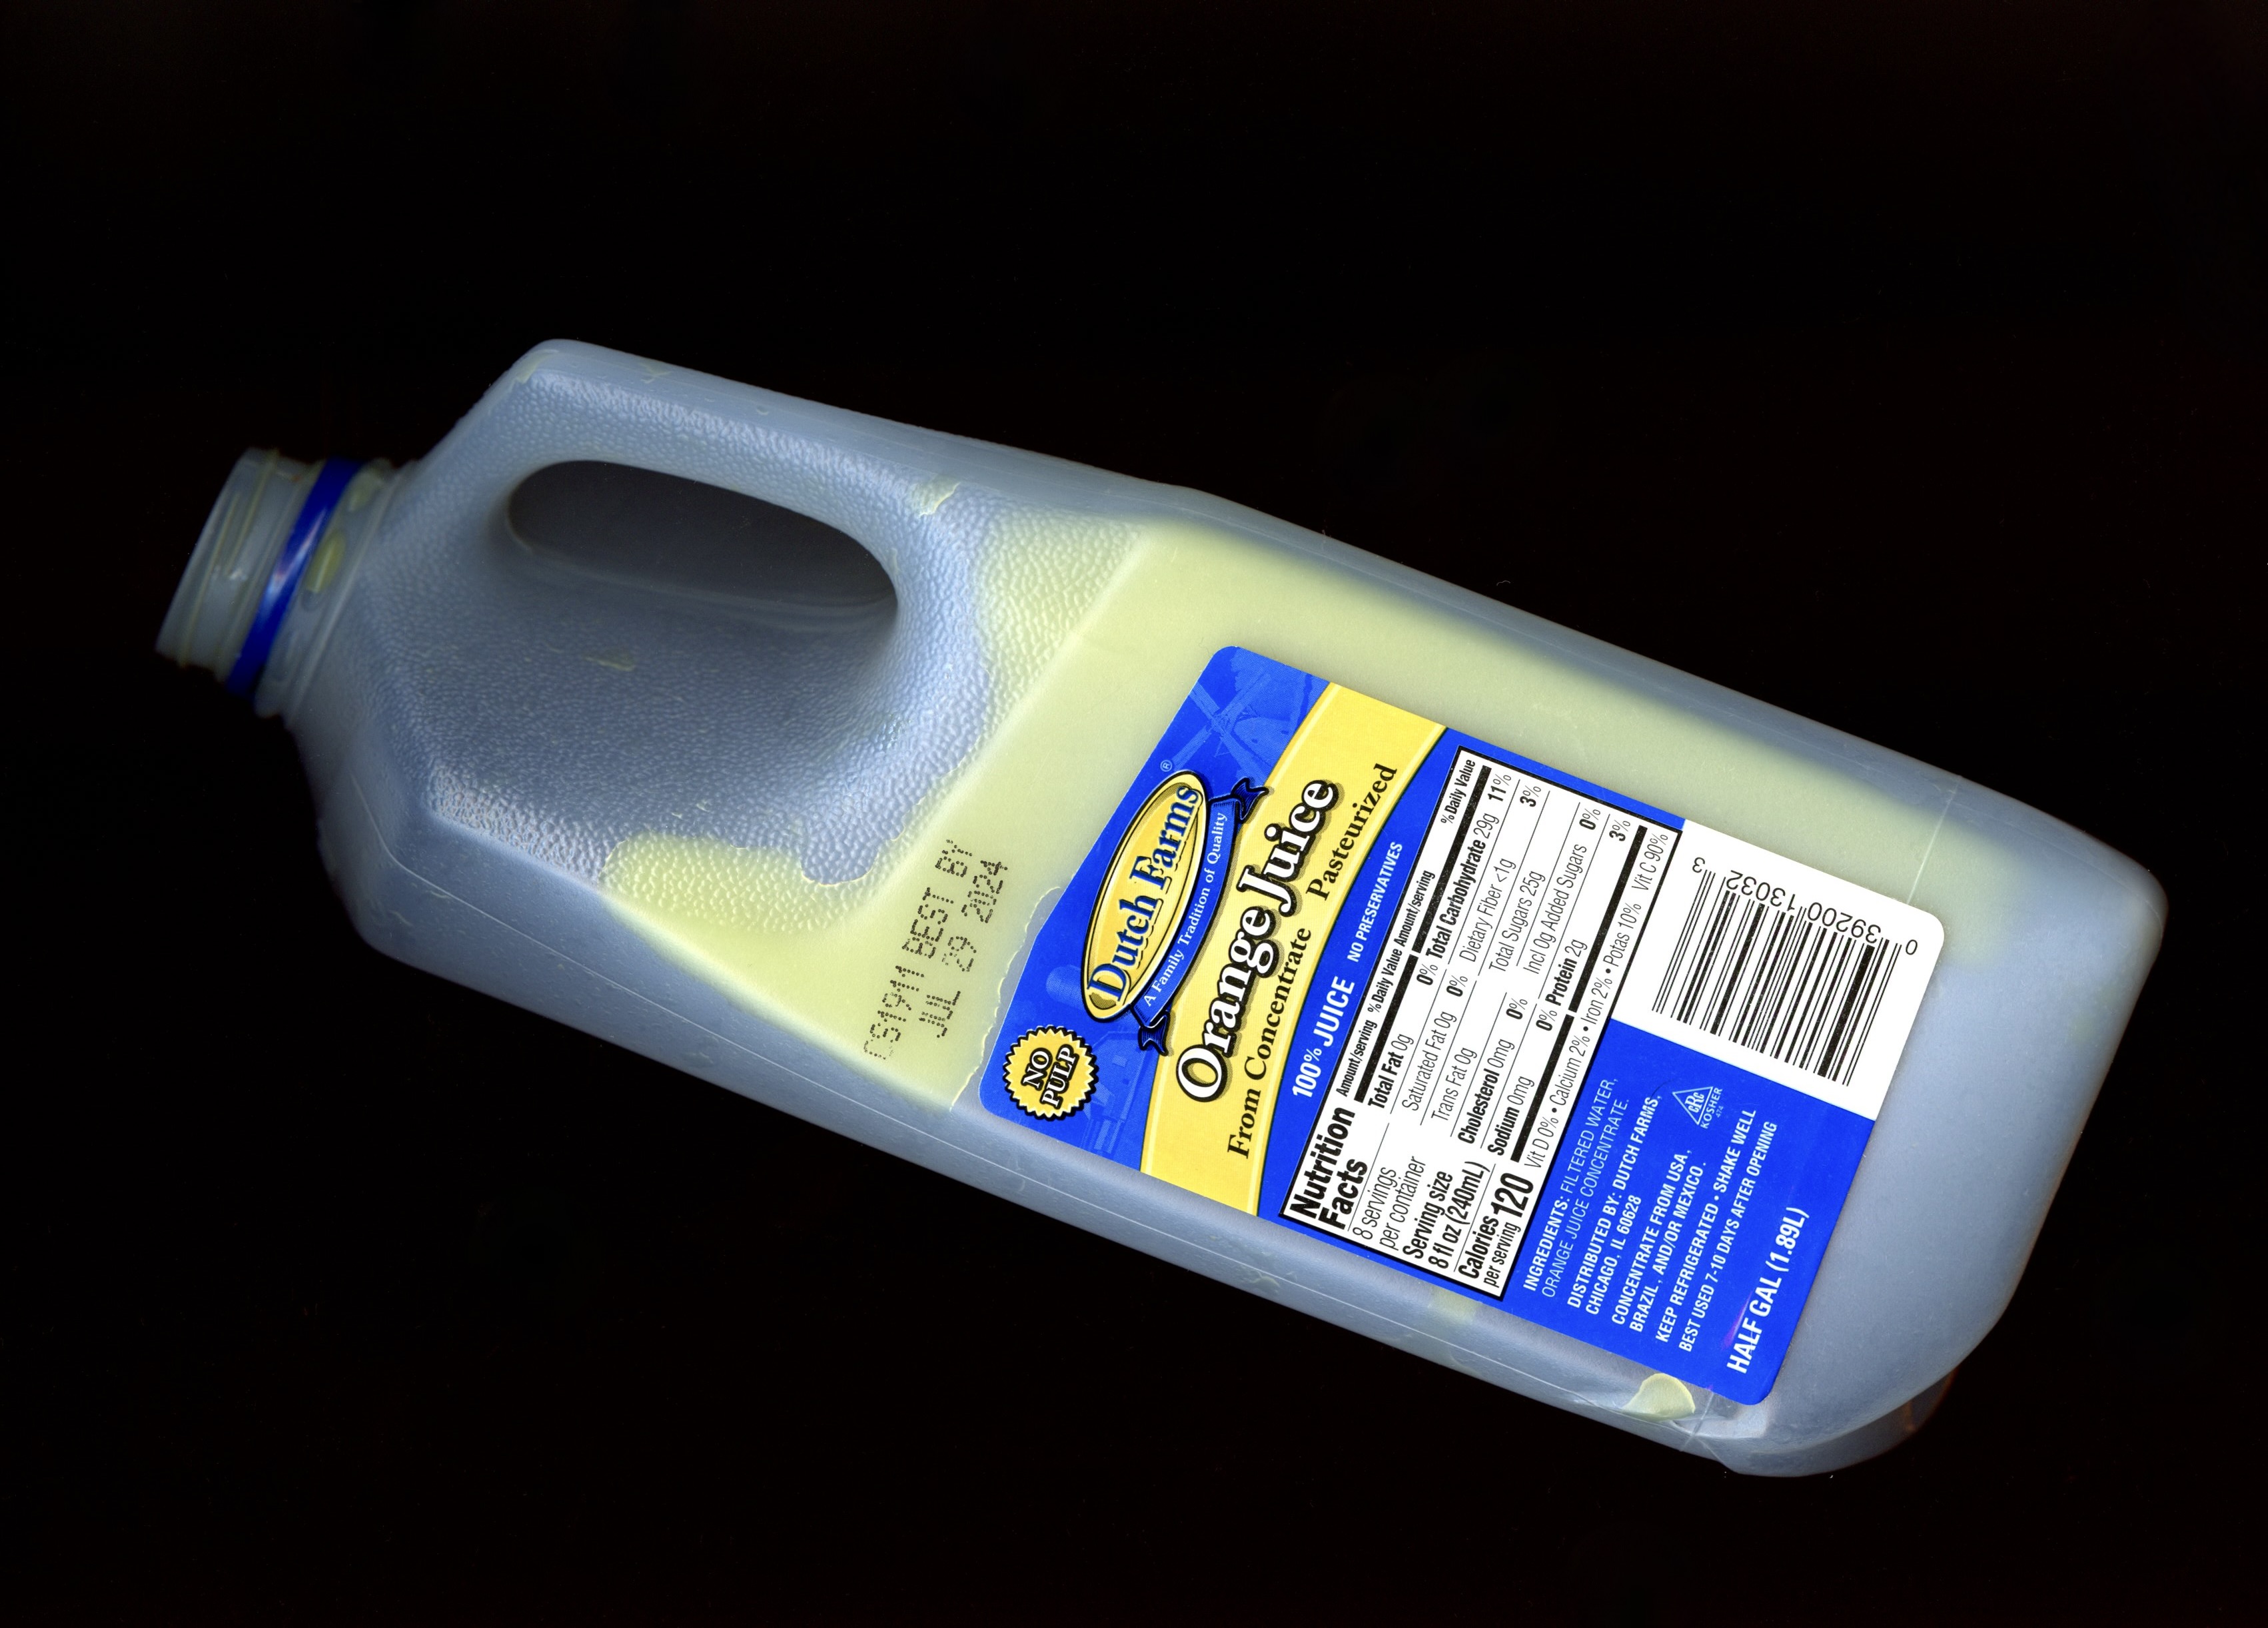 CS1911 BEST BY
JUL 29 2024
Dutch Farms®
A Family Tradition of Quality
NO
PULP
Orange Juice
From Concentrate Pasteurized
100% JUICE NO PRESERVATIVES
Nutrition
Facts
8 servings
per container
Serving size
8 fl oz (240mL)
Calories 120
per serving
Amount/serving % Daily Value
Total Fat 0g 0%
Saturated Fat 0g 0%
Trans Fat 0g
Cholesterol 0mg 0%
Sodium 0mg 0%
Amount/serving % Daily Value
Total Carbohydrate 29g 11%
Dietary Fiber <1g 3%
Total Sugars 25g
Incl 0g Added Sugars 0%
Protein 2g 3%
Vit D 0% • Calcium 2% • Iron 2% • Potas 10% Vit C 90%
INGREDIENTS: FILTERED WATER,
ORANGE JUICE CONCENTRATE.
DISTRIBUTED BY: DUTCH FARMS,
CHICAGO, IL 60628
CONCENTRATE FROM USA,
BRAZIL, AND/OR MEXICO.
KEEP REFRIGERATED • SHAKE WELL
BEST USED 7-10 DAYS AFTER OPENING
cRc
KOSHER
HALF GAL (1.89L)
0 39200 13032 3